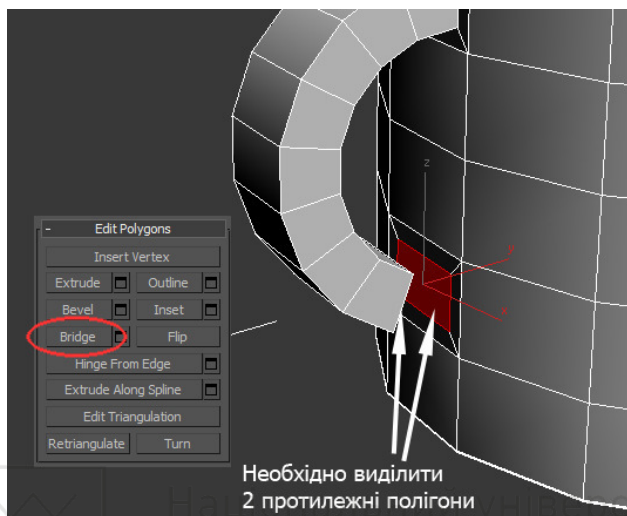 - Edit Polygons
Insert Vertex
Extrude Outline
Bevel Inset
Bridge Flip
Hinge From Edge
Extrude Along Spline
Edit Triangulation
Retriangulate Turn
z
y
x
Необхідно виділити
2 протилежні полігони